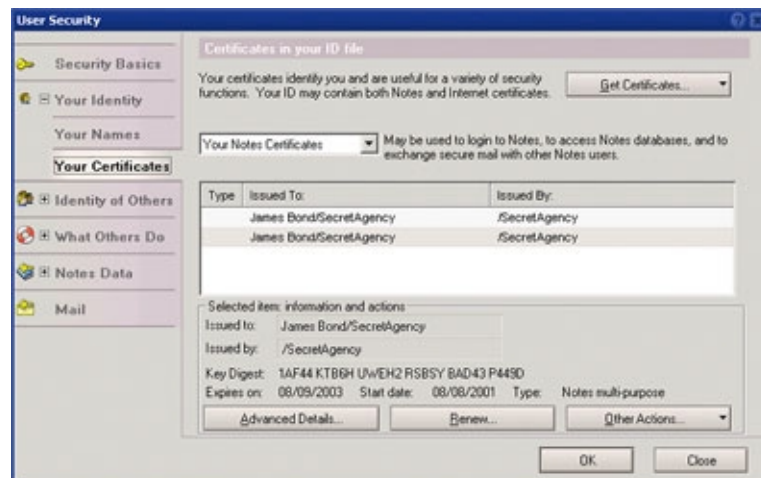 User Security
Security Basics
Your Identity
Your Names
Your Certificates
Identity of Others
What Others Do
Notes Data
Mail
Certificates in your ID file
Your certificates identify you and are useful for a variety of security
functions. Your ID may contain both Notes and Internet certificates.
Get Certificates...
Your Notes Certificates
May be used to login to Notes, to access Notes databases, and to
exchange secure mail with other Notes users.
Type Issued To: Issued By:
James Bond/SecretAgency /SecretAgency
James Bond/SecretAgency /SecretAgency
Selected item: information and actions
Issued to: James Bond/SecretAgency
Issued by: /SecretAgency
Key Digest: 1AF44 KTB6H UWEH2 RSBSY BAD43 P449D
Expires on: 08/09/2003 Start date: 08/08/2001 Type: Notes multi-purpose
Advanced Details... Renew... Other Actions...
OK Close